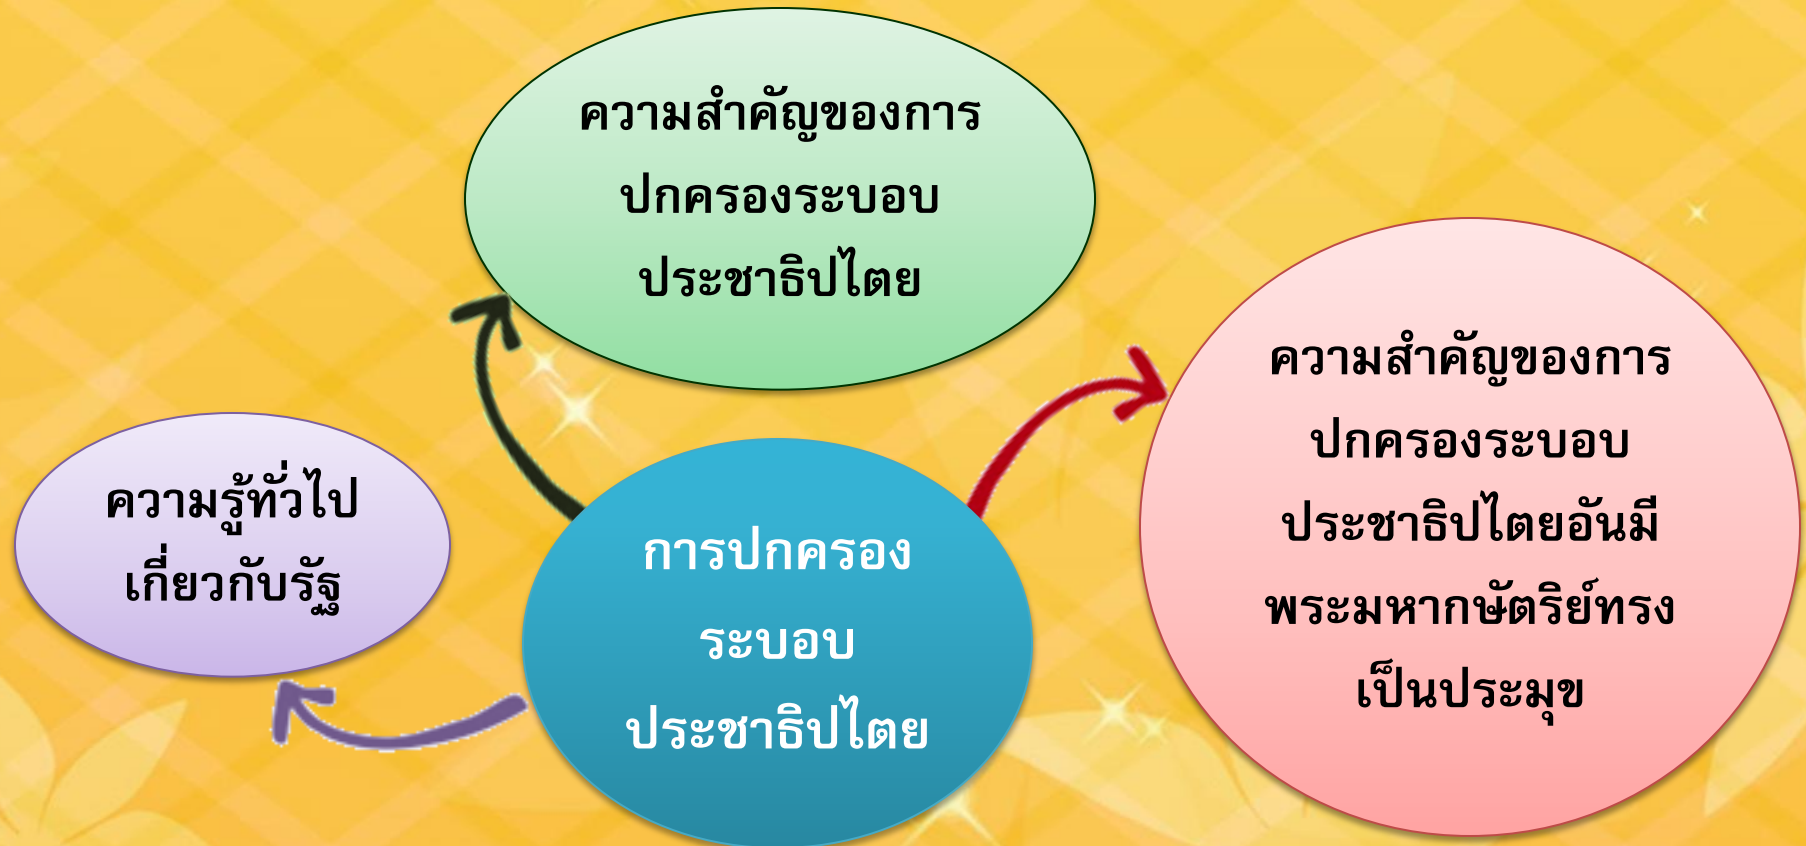 ความสำคัญของการ
ปกครองระบอบ
ประชาธิปไตย
ความสำคัญของการ
ปกครองระบอบ
ประชาธิปไตยอันมี
พระมหากษัตริย์ทรง
เป็นประมุข
ความรู้ทั่วไป
เกี่ยวกับรัฐ
การปกครอง
ระบอบ
ประชาธิปไตย